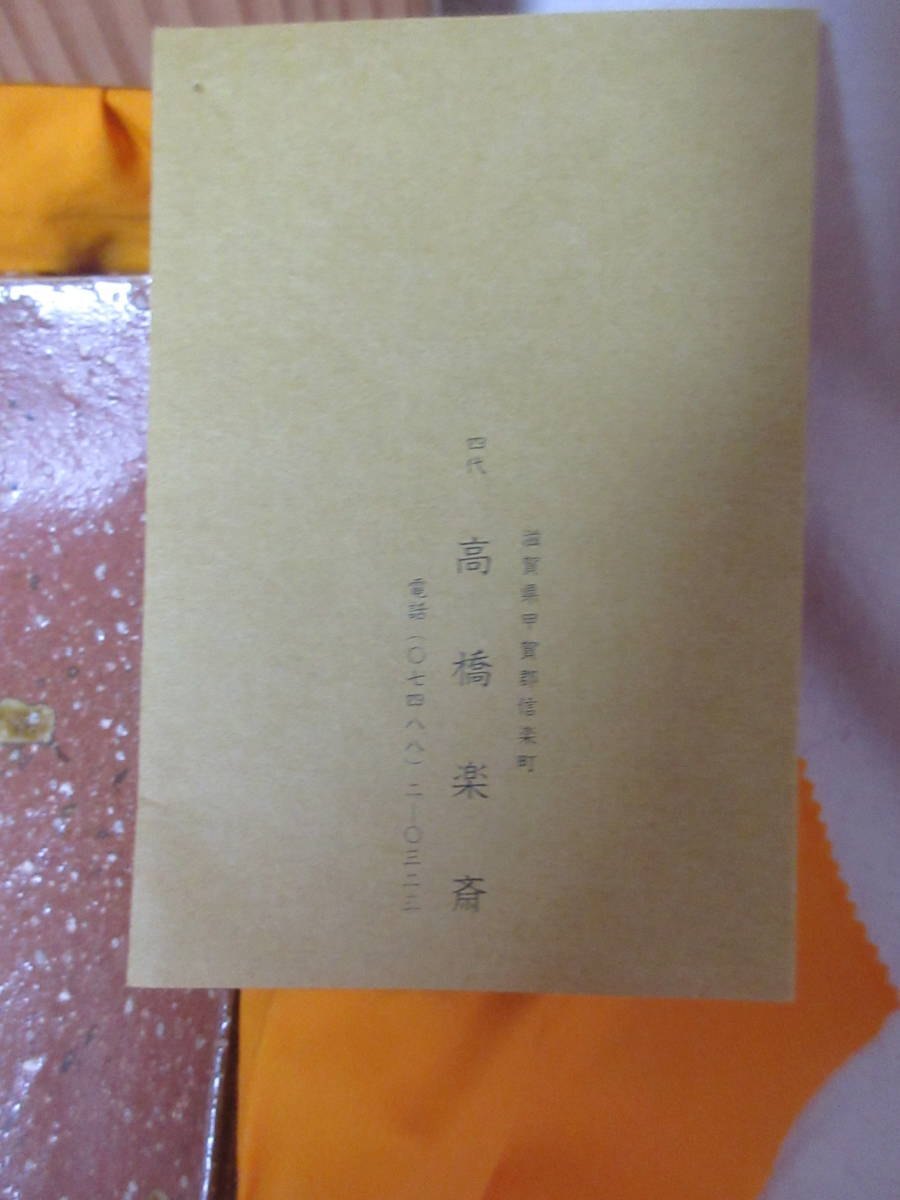 滋賀県甲賀郡信楽町
四代 高橋楽斎
電話(〇七四八八)二―〇三二二